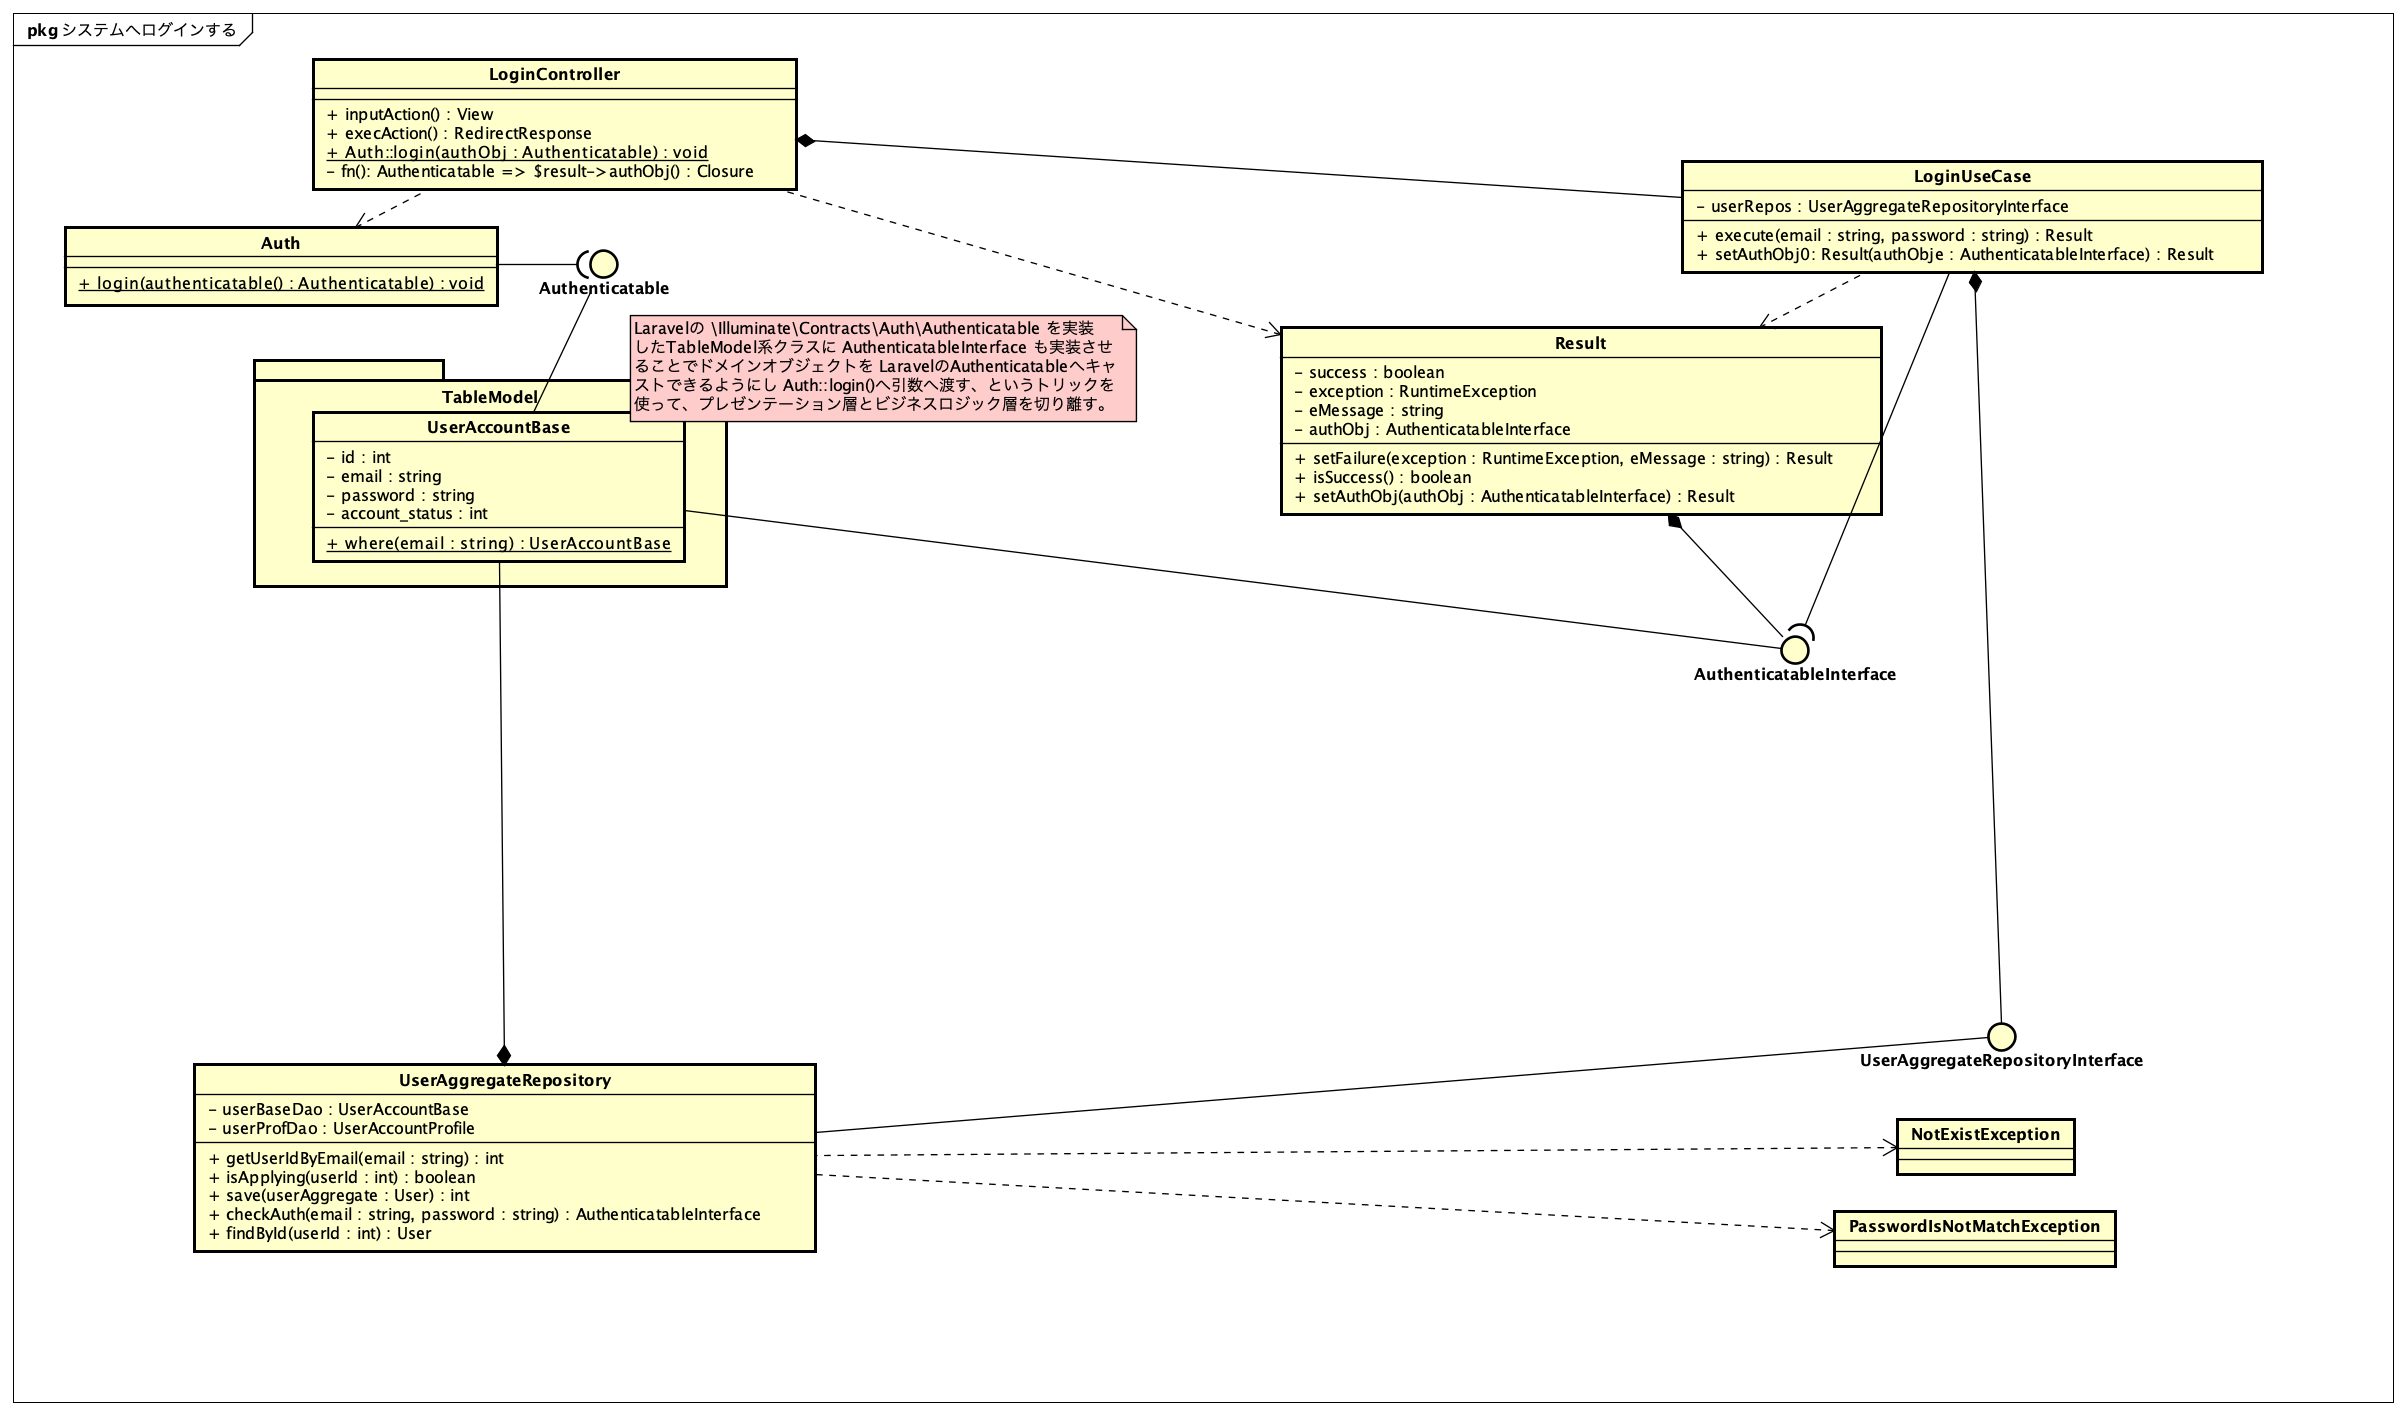 pkg システムへログインする
LoginController
+ inputAction() : View
+ execAction() : RedirectResponse
+ Auth::login(authObj : Authenticatable) : void
- fn(): Authenticatable => $result->authObj() : Closure
LoginUseCase
- userRepos : UserAggregateRepositoryInterface
+ execute(email : string, password : string) : Result
+ setAuthObj0: Result(authObje : AuthenticatableInterface) : Result
Auth
+ login(authenticatable() : Authenticatable) : void
Authenticatable
Laravelの \Illuminate\Contracts\Auth\Authenticatable を実装
したTableModel系クラスに AuthenticatableInterface も実装させ
ることでドメインオブジェクトを LaravelのAuthenticatableへキャ
ストできるようにし Auth::login()へ引数へ渡す、というトリックを
使って、プレゼンテーション層とビジネスロジック層を切り離す。
Result
- success : boolean
- exception : RuntimeException
- eMessage : string
- authObj : AuthenticatableInterface
+ setFailure(exception : RuntimeException, eMessage : string) : Result
+ isSuccess() : boolean
+ setAuthObj(authObj : AuthenticatableInterface) : Result
TableModel
UserAccountBase
- id : int
- email : string
- password : string
- account_status : int
+ where(email : string) : UserAccountBase
AuthenticatableInterface
UserAggregateRepositoryInterface
UserAggregateRepository
- userBaseDao : UserAccountBase
- userProfDao : UserAccountProfile
+ getUserIdByEmail(email : string) : int
+ isApplying(userId : int) : boolean
+ save(userAggregate : User) : int
+ checkAuth(email : string, password : string) : AuthenticatableInterface
+ findById(userId : int) : User
NotExistException
PasswordIsNotMatchException